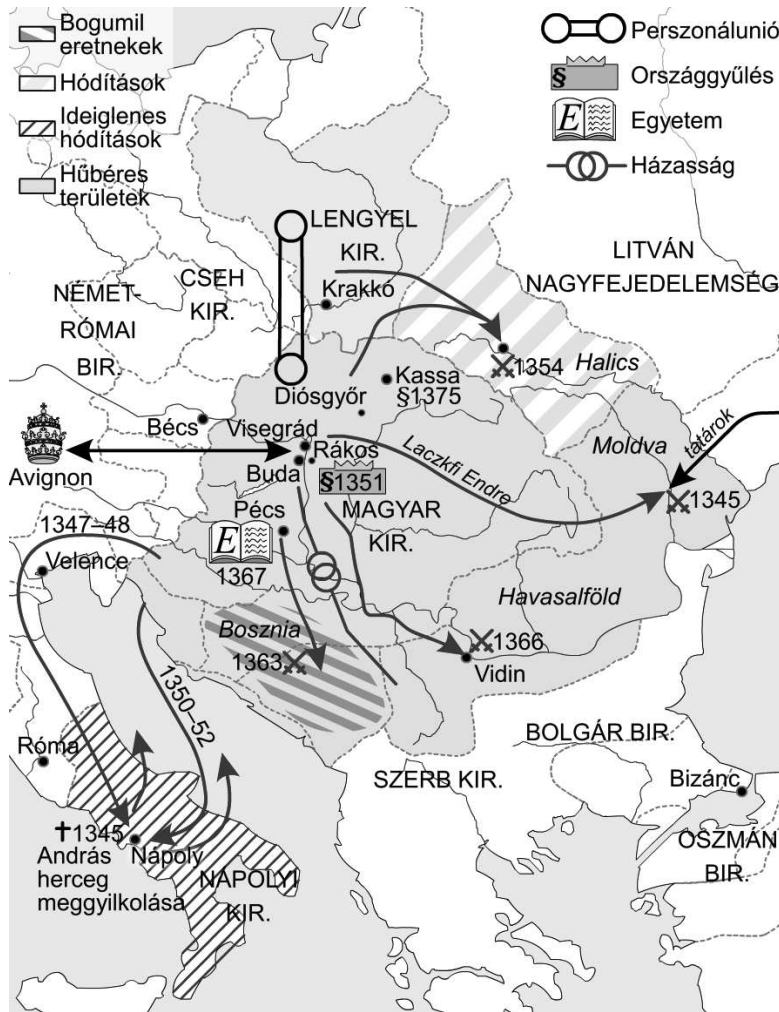 Bogumil
eretnekek
Hódítások
Ideiglenes
hódítások
Hűbéres
területek
Perszonálunió
§
Országgyűlés
E
Egyetem
Házasság
LENGYEL
KIR.
LITVÁN
NAGYFEJEDELEMSÉG
CSEH
KIR.
NÉMET-
RÓMAI
BIR.
Krakkó
1354
Halics
Kassa
§1375
Diósgyőr
Bécs
Visegrád
Rákos
Buda
§1351
Avignon
Laczkfi Endre
Moldva
tatárok
1345
MAGYAR
KIR.
Pécs
E
1367
1347–48
Velence
Havasalföld
Bosznia
1363
1366
Vidin
1350–52
Róma
BOLGÁR BIR.
SZERB KIR.
Bizánc
OSZMÁN
BIR.
†1345
András
herceg
meggyilkolása
Nápoly
NÁPOLYI
KIR.